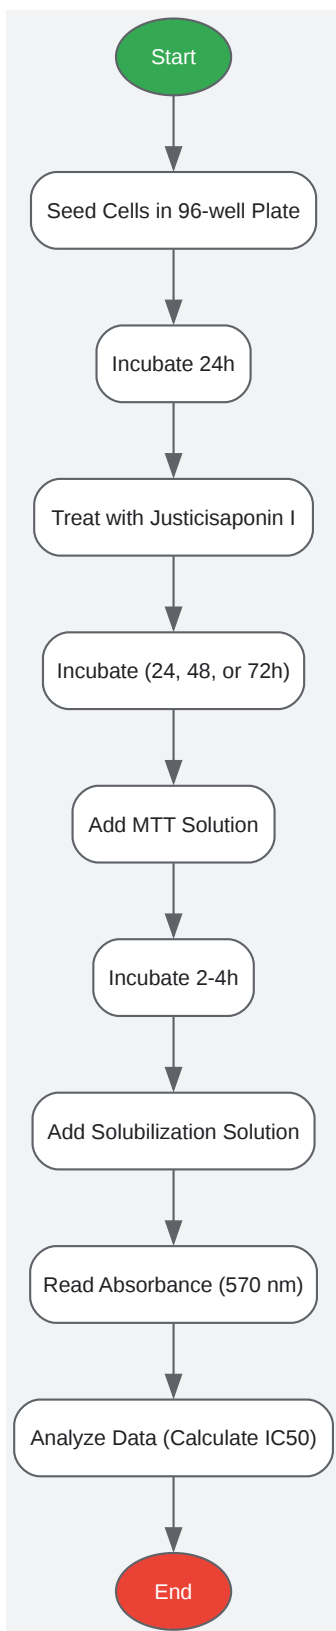 Start
Seed Cells in 96-well Plate
Incubate 24h
Treat with Justicisaponin I
Incubate (24, 48, or 72h)
Add MTT Solution
Incubate 2-4h
Add Solubilization Solution
Read Absorbance (570 nm)
Analyze Data (Calculate IC50)
End